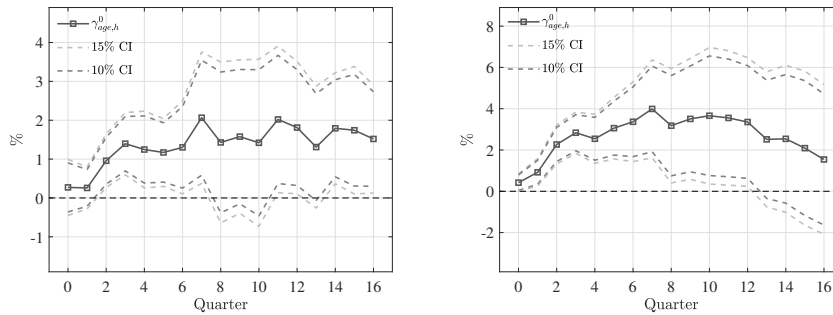 γ⁰age,h
15% CI
10% CI
4
3
2
1
0
-1
%
0 2 4 6 8 10 12 14 16
Quarter
γ⁰age,h
15% CI
10% CI
8
6
4
2
0
-2
%
0 2 4 6 8 10 12 14 16
Quarter